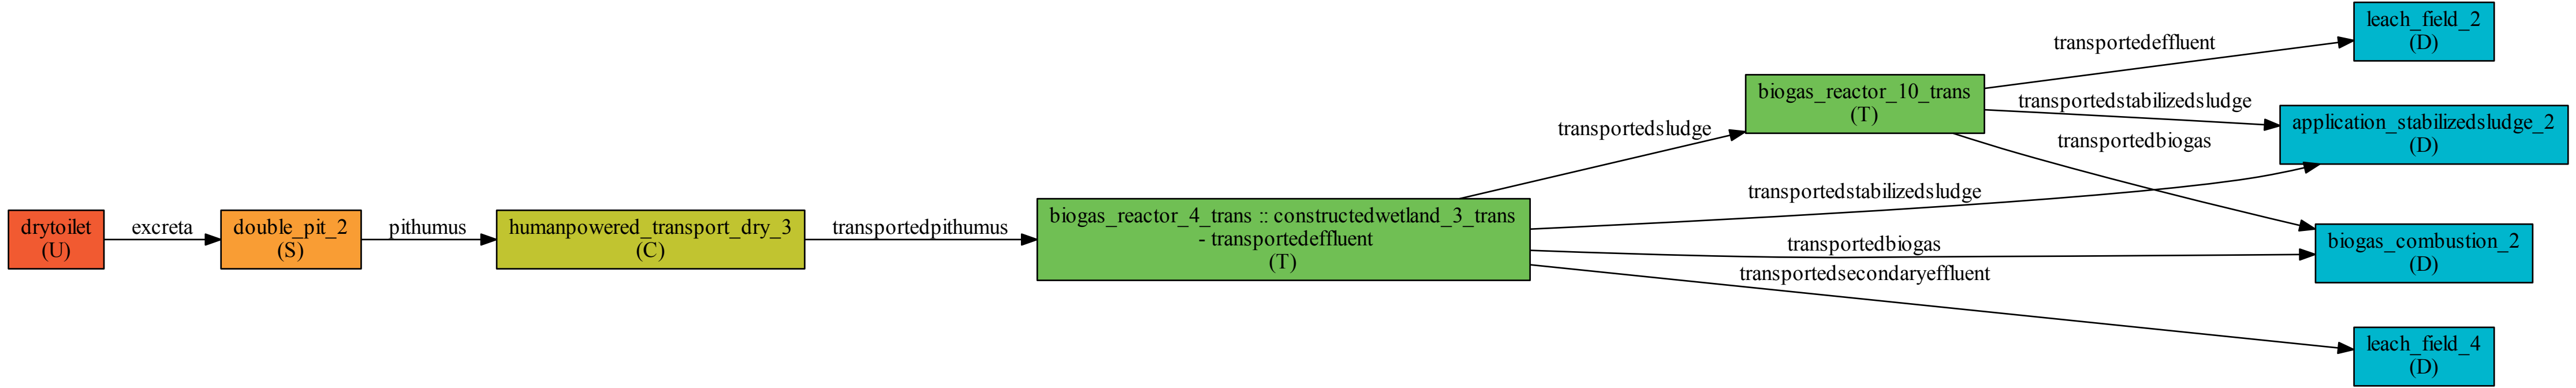 drytoilet
(U)
excreta
double_pit_2
(S)
pithumus
humanpowered_transport_dry_3
(C)
transportedpithumus
biogas_reactor_4_trans :: constructedwetland_3_trans
- transportedeffluent
(T)
transportedsludge
biogas_reactor_10_trans
(T)
transportedeffluent
transportedstabilizedsludge
transportedbiogas
transportedstabilizedsludge
transportedbiogas
transportedsecondaryeffluent
leach_field_2
(D)
application_stabilizedsludge_2
(D)
biogas_combustion_2
(D)
leach_field_4
(D)